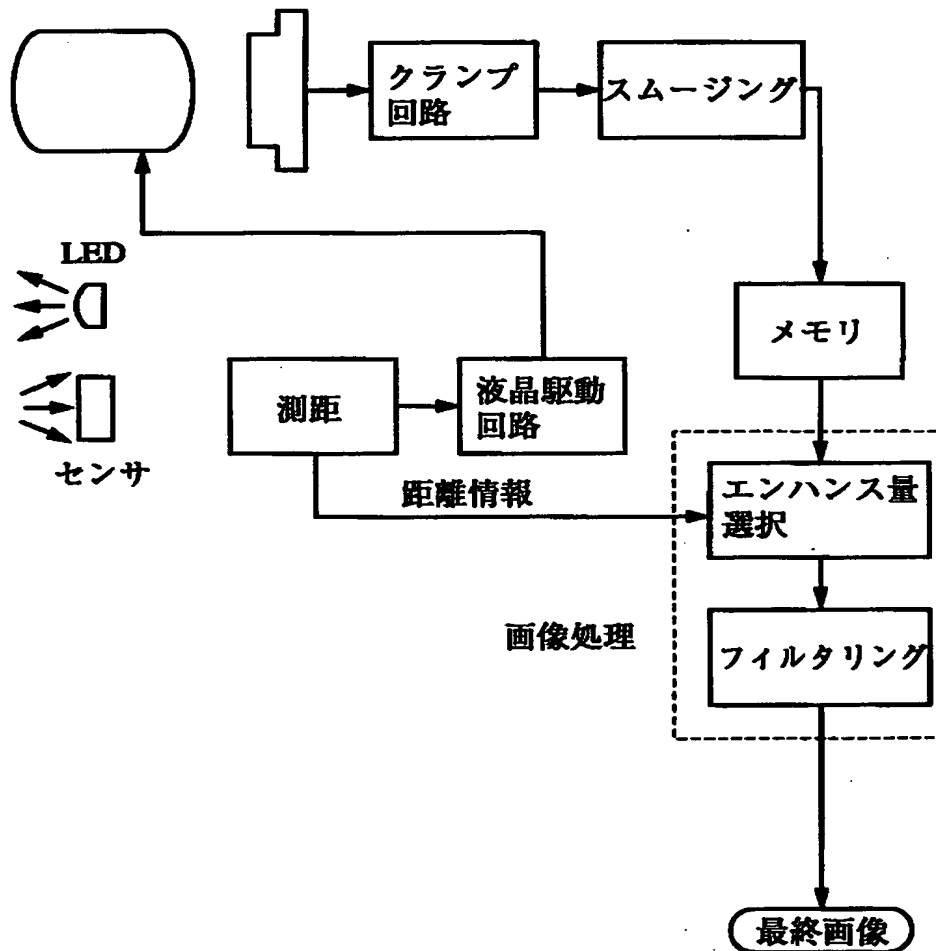 クランプ
回路
スムージング
LED
メモリ
測距
液晶駆動
回路
センサ
距離情報
エンハンス量
選択
画像処理
フィルタリング
最終画像